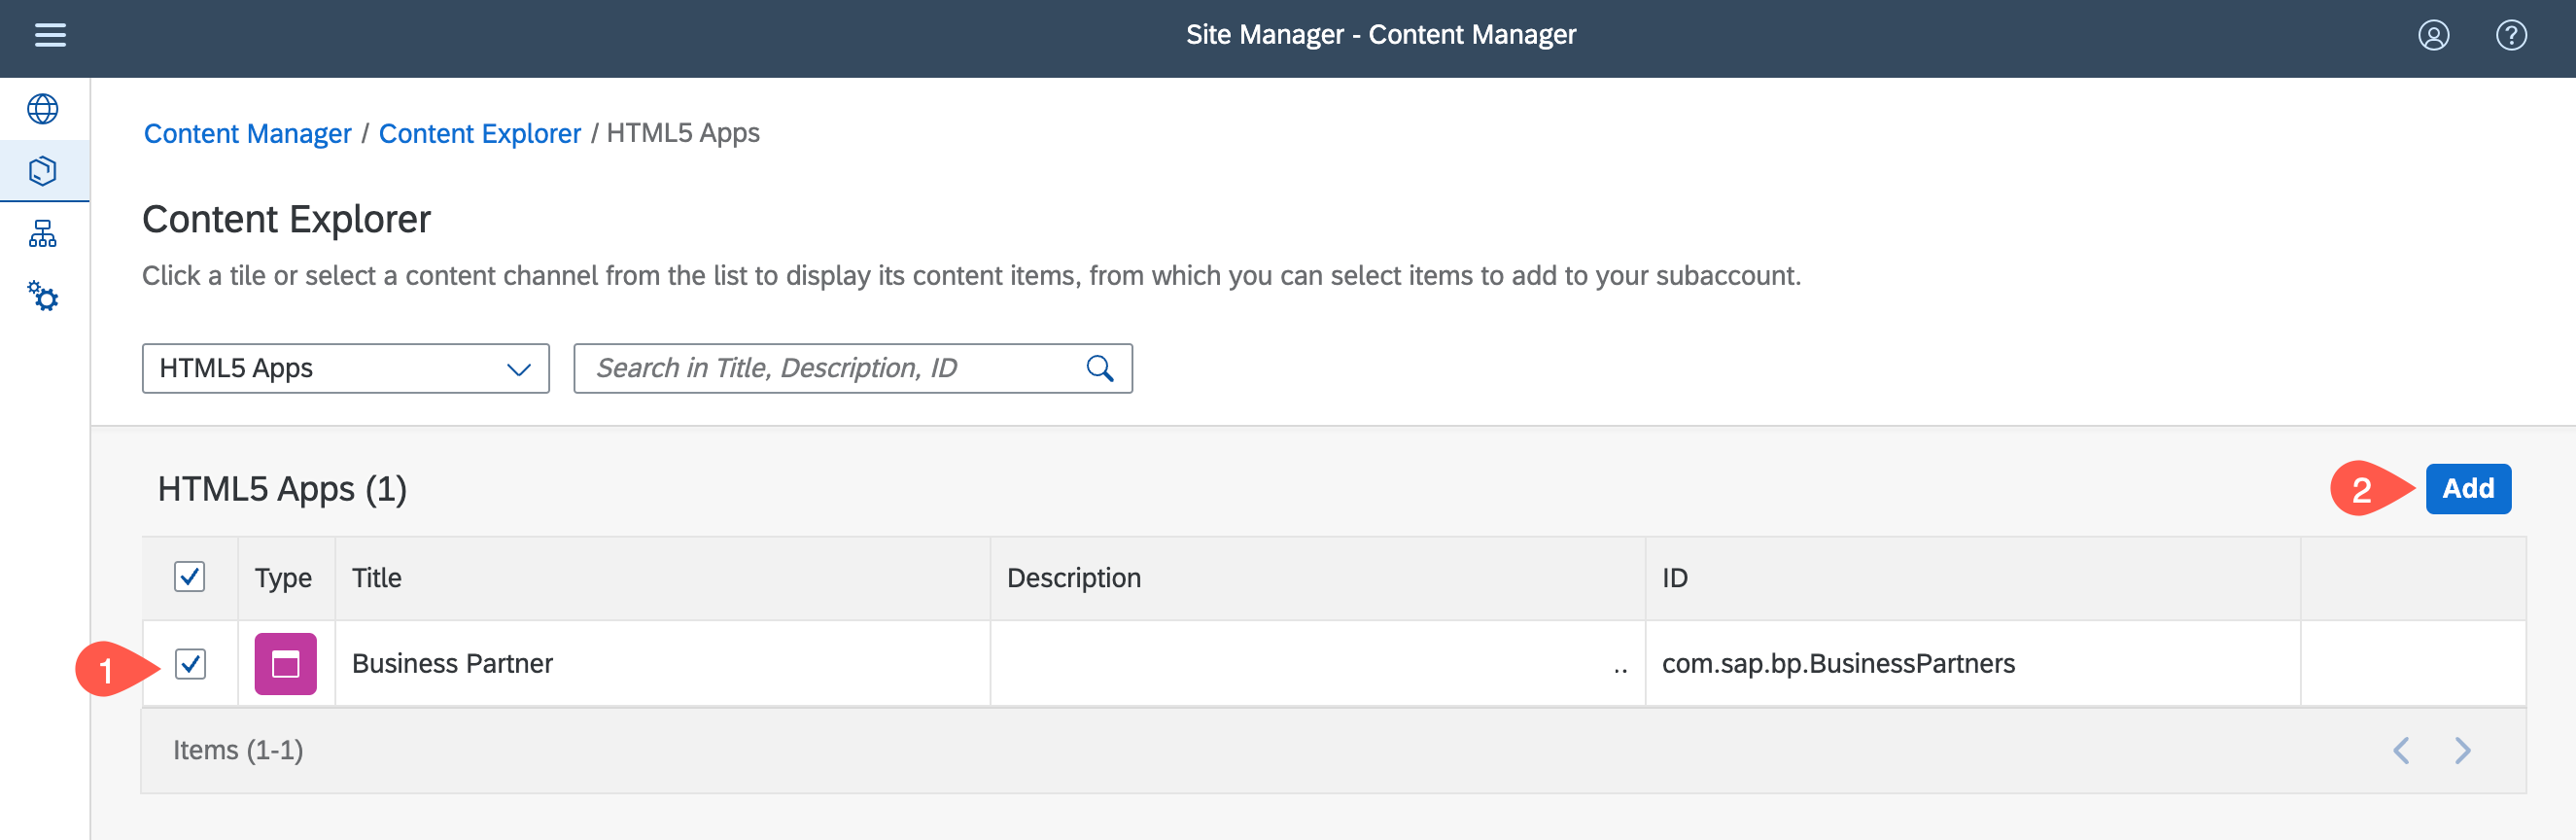 Site Manager - Content Manager
?
Content Manager / Content Explorer / HTML5 Apps
Content Explorer
Click a tile or select a content channel from the list to display its content items, from which you can select items to add to your subaccount.
HTML5 Apps
Search in Title, Description, ID
HTML5 Apps (1)
2
Add
Type Title Description ID
1
Business Partner .. com.sap.bp.BusinessPartners
Items (1-1)